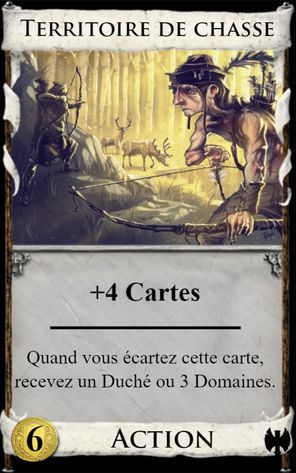 TERRITOIRE DE CHASSE
+4 Cartes
Quand vous écartez cette carte,
recevez un Duché ou 3 Domaines.
6 ACTION